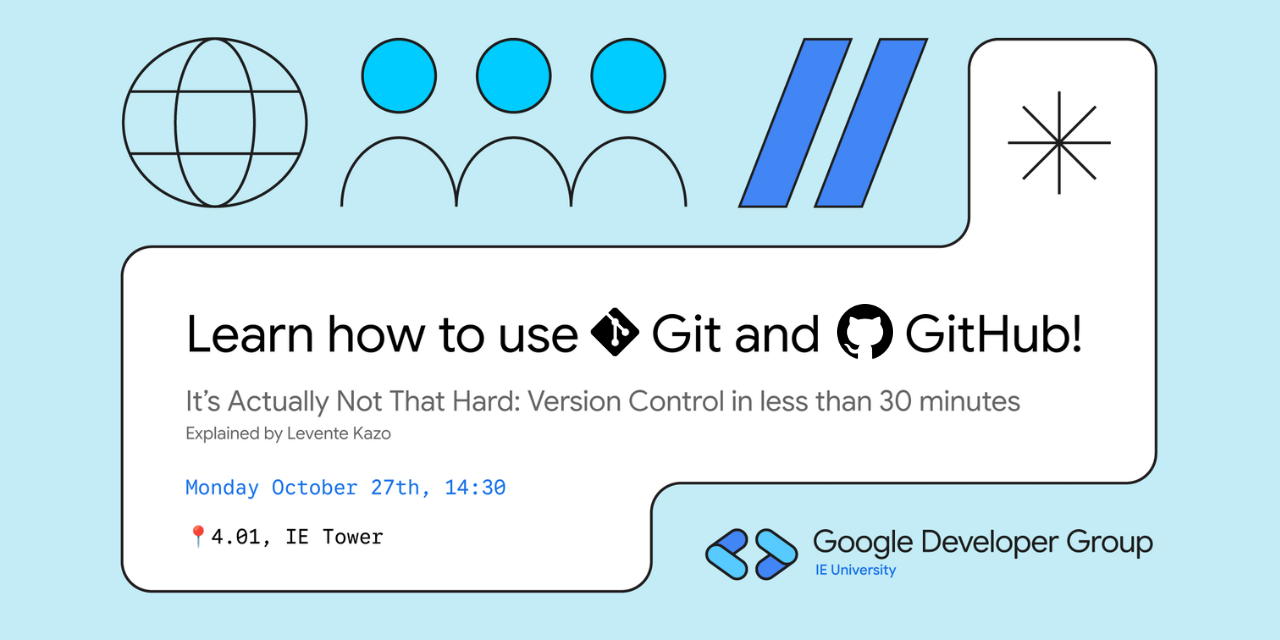 Learn how to use Git and GitHub!
It’s Actually Not That Hard: Version Control in less than 30 minutes
Explained by Levente Kazo
Monday October 27th, 14:30
📍4.01, IE Tower
Google Developer Group
IE University